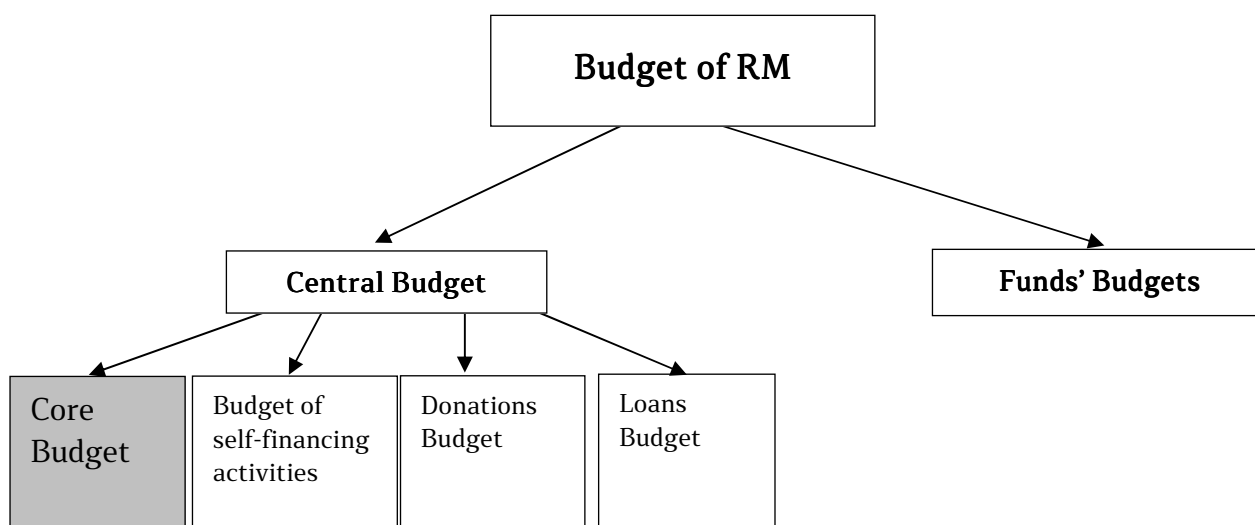 Budget of RM
Central Budget
Funds’ Budgets
Core
Budget
Budget of
self-financing
activities
Donations
Budget
Loans
Budget